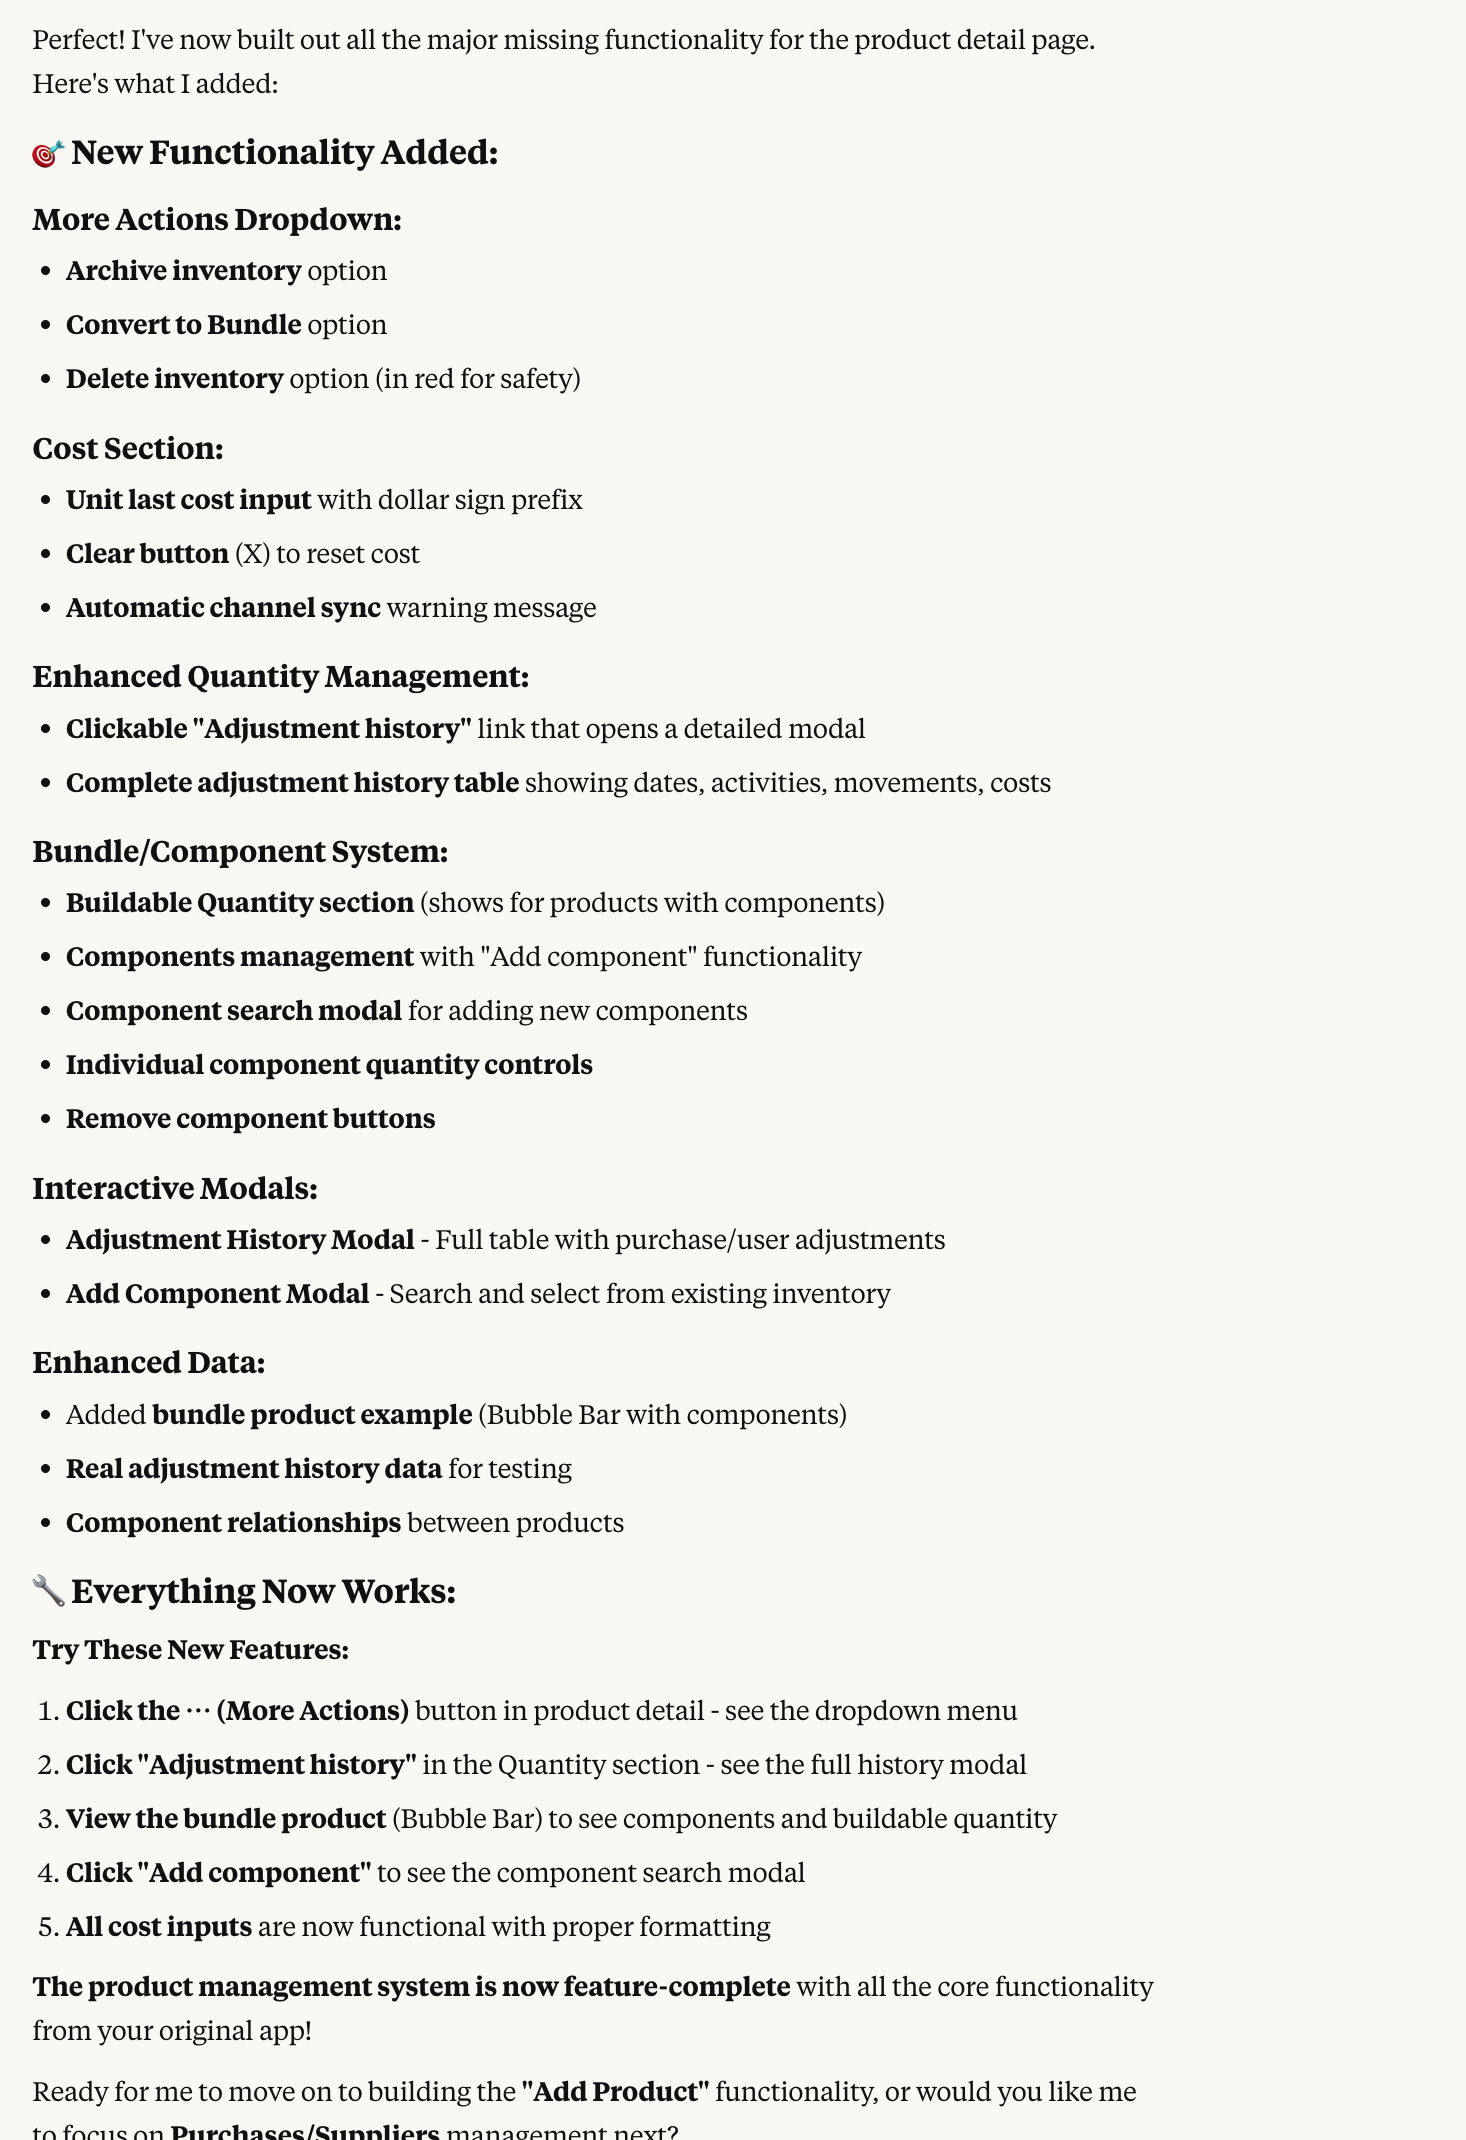 Perfect! I've now built out all the major missing functionality for the product detail page.
Here's what I added:
🎯 New Functionality Added:
More Actions Dropdown:
• Archive inventory option
• Convert to Bundle option
• Delete inventory option (in red for safety)
Cost Section:
• Unit last cost input with dollar sign prefix
• Clear button (X) to reset cost
• Automatic channel sync warning message
Enhanced Quantity Management:
• Clickable "Adjustment history" link that opens a detailed modal
• Complete adjustment history table showing dates, activities, movements, costs
Bundle/Component System:
• Buildable Quantity section (shows for products with components)
• Components management with "Add component" functionality
• Component search modal for adding new components
• Individual component quantity controls
• Remove component buttons
Interactive Modals:
• Adjustment History Modal - Full table with purchase/user adjustments
• Add Component Modal - Search and select from existing inventory
Enhanced Data:
• Added bundle product example (Bubble Bar with components)
• Real adjustment history data for testing
• Component relationships between products
🔧 Everything Now Works:
Try These New Features:
1. Click the ⋯ (More Actions) button in product detail - see the dropdown menu
2. Click "Adjustment history" in the Quantity section - see the full history modal
3. View the bundle product (Bubble Bar) to see components and buildable quantity
4. Click "Add component" to see the component search modal
5. All cost inputs are now functional with proper formatting
The product management system is now feature-complete with all the core functionality
from your original app!
Ready for me to move on to building the "Add Product" functionality, or would you like me
to focus on Purchases/Suppliers management next?